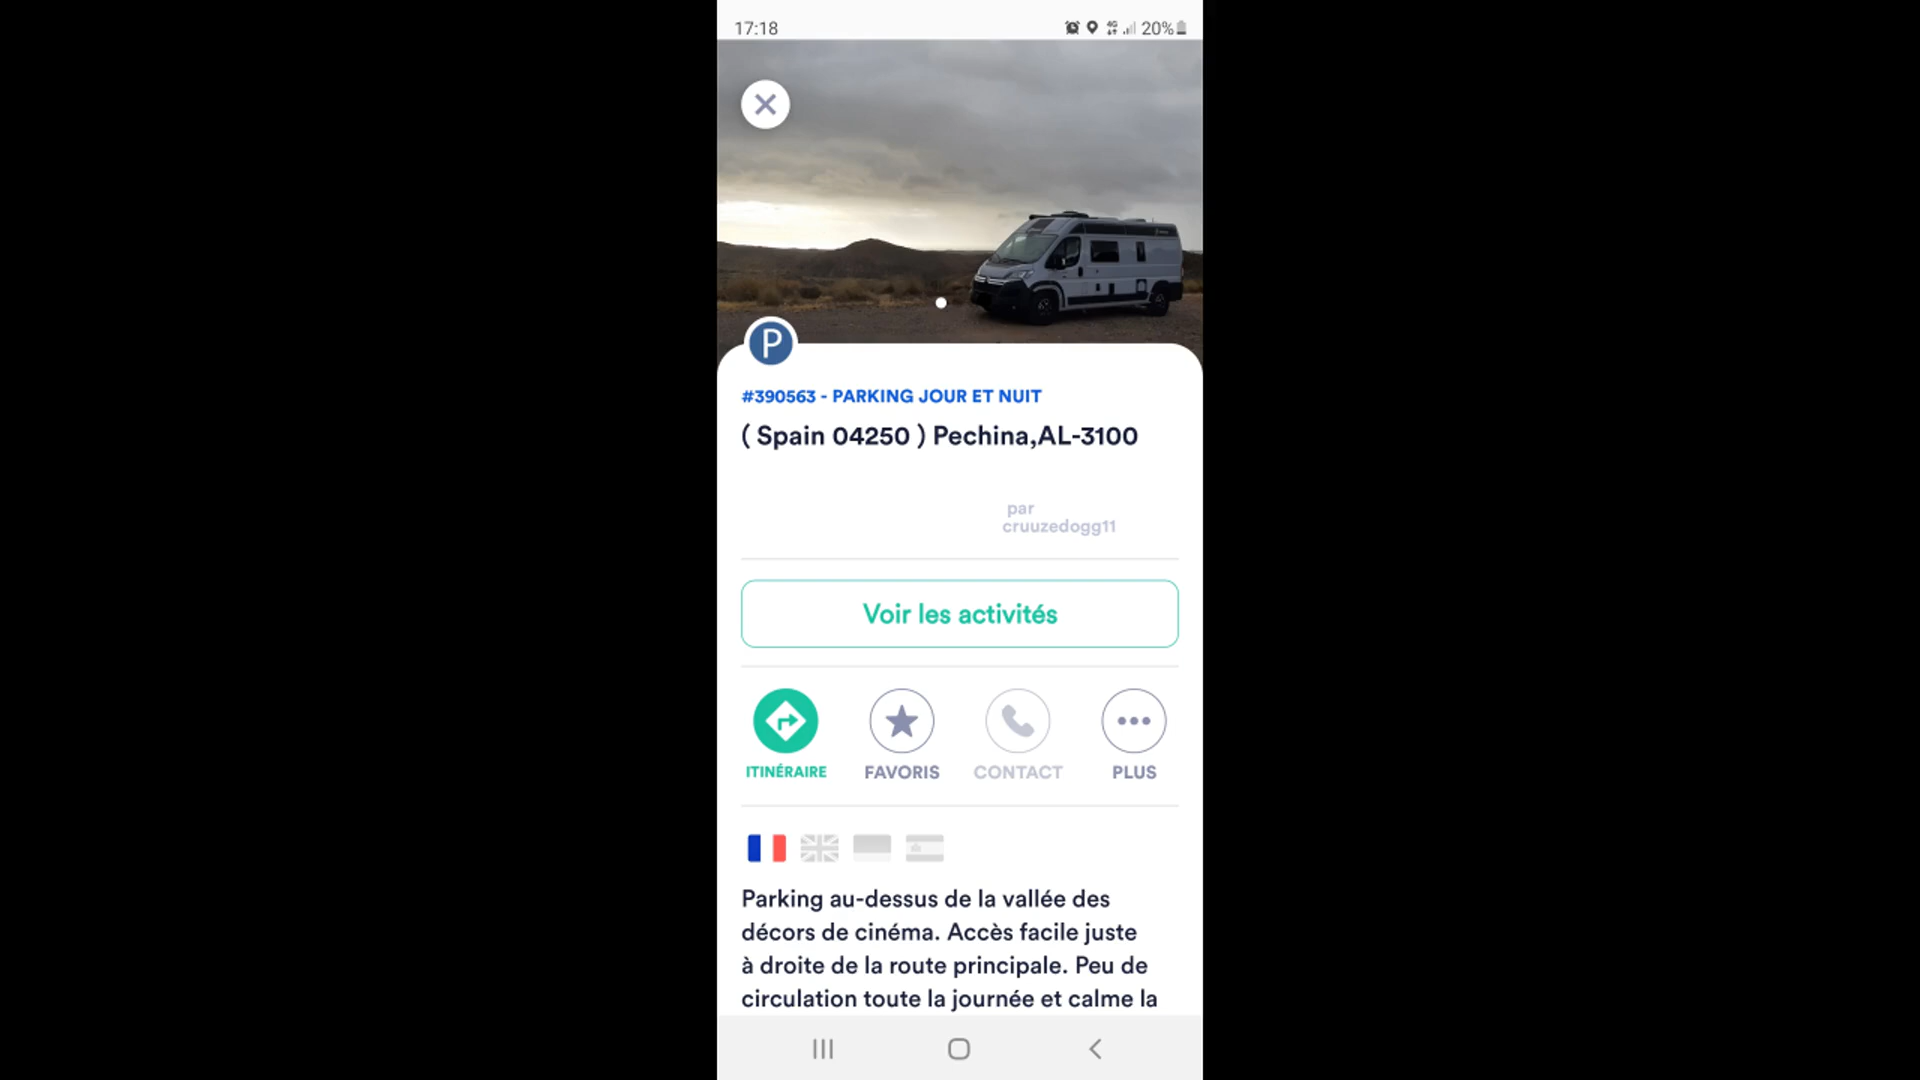 17:18
4G
20%
P
#390563 - PARKING JOUR ET NUIT
( Spain 04250 ) Pechina,AL-3100
par
cruuzedogg11
Voir les activités
ITINÉRAIRE
FAVORIS
CONTACT
PLUS
Parking au-dessus de la vallée des
décors de cinéma. Accès facile juste
à droite de la route principale. Peu de
circulation toute la journée et calme la